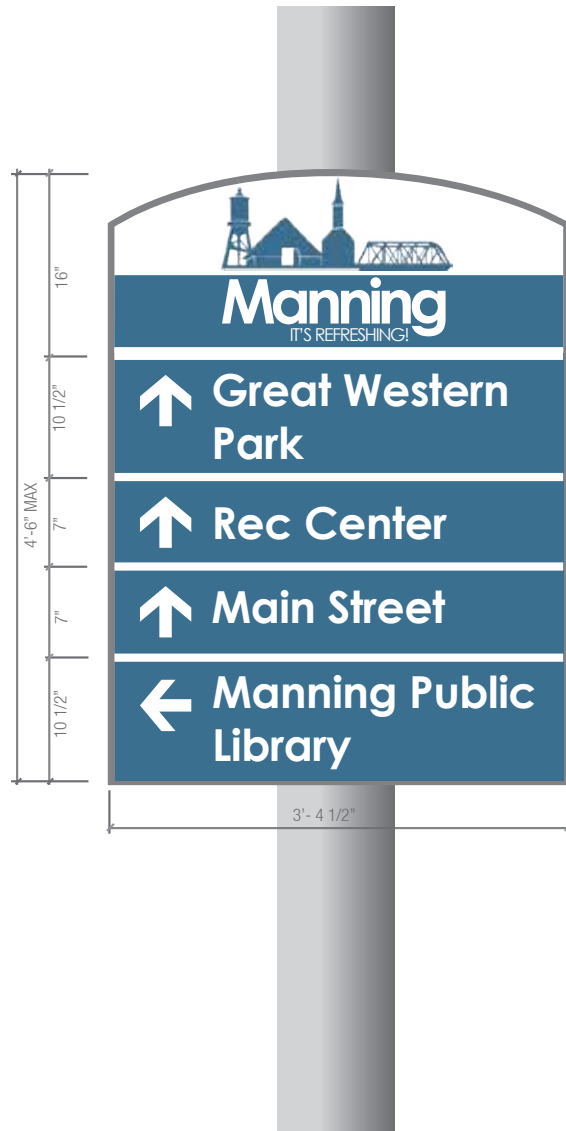 Manning
IT'S REFRESHING!
Great Western
Park
Rec Center
Main Street
Manning Public
Library
4'-6" MAX
16"
10 1/2"
7"
7"
10 1/2"
3'- 4 1/2"